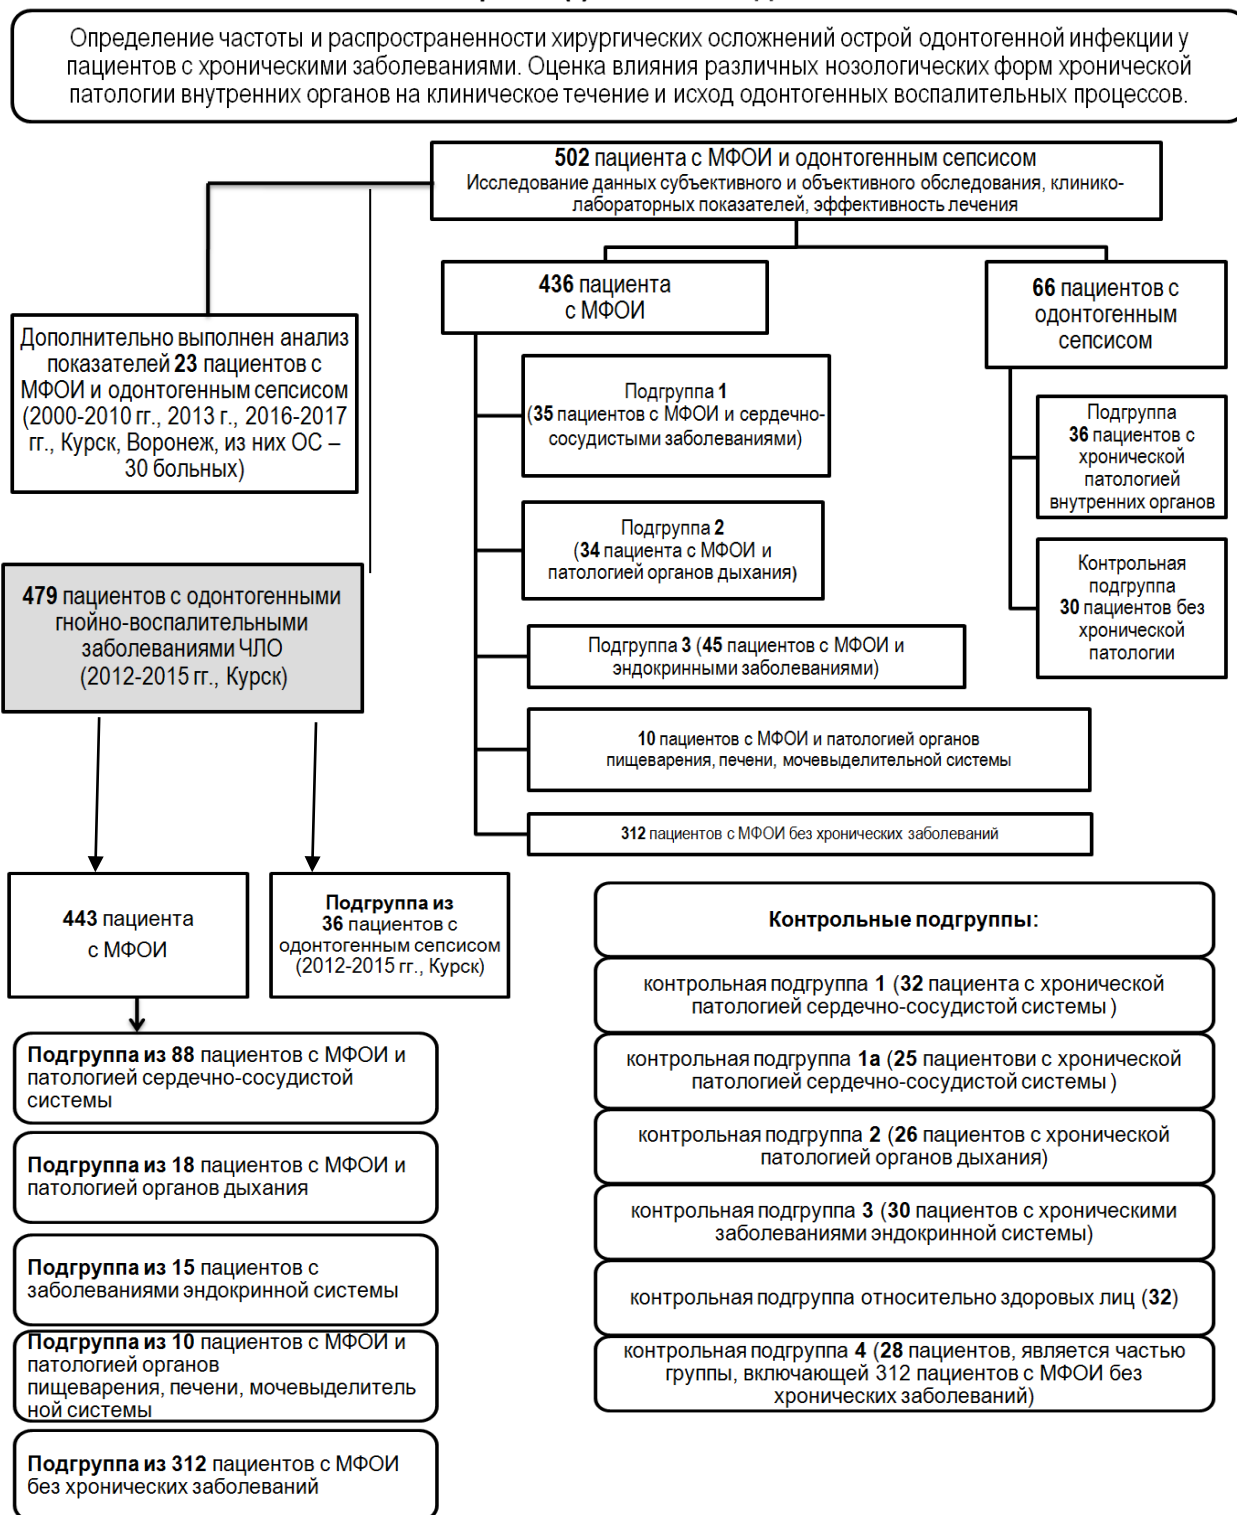 Определение частоты и распространенности хирургических осложнений острой одонтогенной инфекции у
пациентов с хроническими заболеваниями. Оценка влияния различных нозологических форм хронической
патологии внутренних органов на клиническое течение и исход одонтогенных воспалительных процессов.
502 пациента с МФОИ и одонтогенным сепсисом
Исследование данных субъективного и объективного обследования, клинико-
лабораторных показателей, эффективность лечения
436 пациента
с МФОИ
66 пациентов с
одонтогенным
сепсисом
Дополнительно выполнен анализ
показателей 23 пациентов с
МФОИ и одонтогенным сепсисом
(2000-2010 гг., 2013 г., 2016-2017
гг., Курск, Воронеж, из них ОС –
30 больных)
Подгруппа 1
(35 пациентов с МФОИ и сердечно-
сосудистыми заболеваниями)
Подгруппа
36 пациентов с
хронической
патологией
внутренних органов
Подгруппа 2
(34 пациента с МФОИ и
патологией органов дыхания)
Контрольная
подгруппа
30 пациентов без
хронической
патологии
479 пациентов с одонтогенными
гнойно-воспалительными
заболеваниями ЧЛО
(2012-2015 гг., Курск)
Подгруппа 3 (45 пациентов с МФОИ и
эндокринными заболеваниями)
10 пациентов с МФОИ и патологией органов
пищеварения, печени, мочевыделительной системы
312 пациентов с МФОИ без хронических заболеваний
443 пациента
с МФОИ
Подгруппа из
36 пациентов с
одонтогенным сепсисом
(2012-2015 гг., Курск)
Подгруппа из 88 пациентов с МФОИ и
патологией сердечно-сосудистой
системы
Подгруппа из 18 пациентов с МФОИ и
патологией органов дыхания
Подгруппа из 15 пациентов с
заболеваниями эндокринной системы
Подгруппа из 10 пациентов с МФОИ и
патологией органов
пищеварения, печени, мочевыделитель
ной системы
Подгруппа из 312 пациентов с МФОИ
без хронических заболеваний
Контрольные подгруппы:
контрольная подгруппа 1 (32 пациента с хронической
патологией сердечно-сосудистой системы )
контрольная подгруппа 1а (25 пациентови с хронической
патологией сердечно-сосудистой системы )
контрольная подгруппа 2 (26 пациентов с хронической
патологией органов дыхания)
контрольная подгруппа 3 (30 пациентов с хроническими
заболеваниями эндокринной системы)
контрольная подгруппа относительно здоровых лиц (32)
контрольная подгруппа 4 (28 пациентов, является частью
группы, включающей 312 пациентов с МФОИ без
хронических заболеваний)